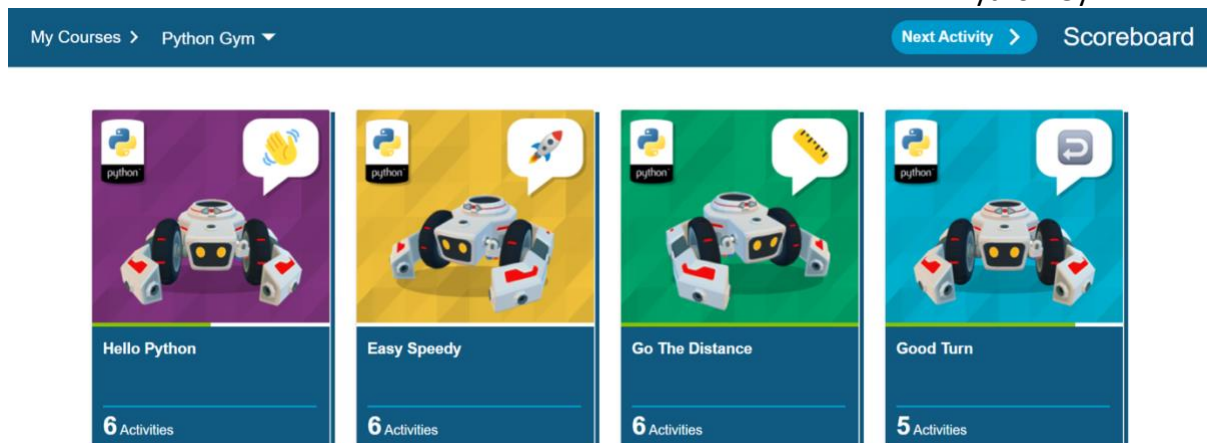 My Courses > Python Gym
Next Activity >
Scoreboard
python
python
python
python
Hello Python
Easy Speedy
Go The Distance
Good Turn
6 Activities
6 Activities
6 Activities
5 Activities